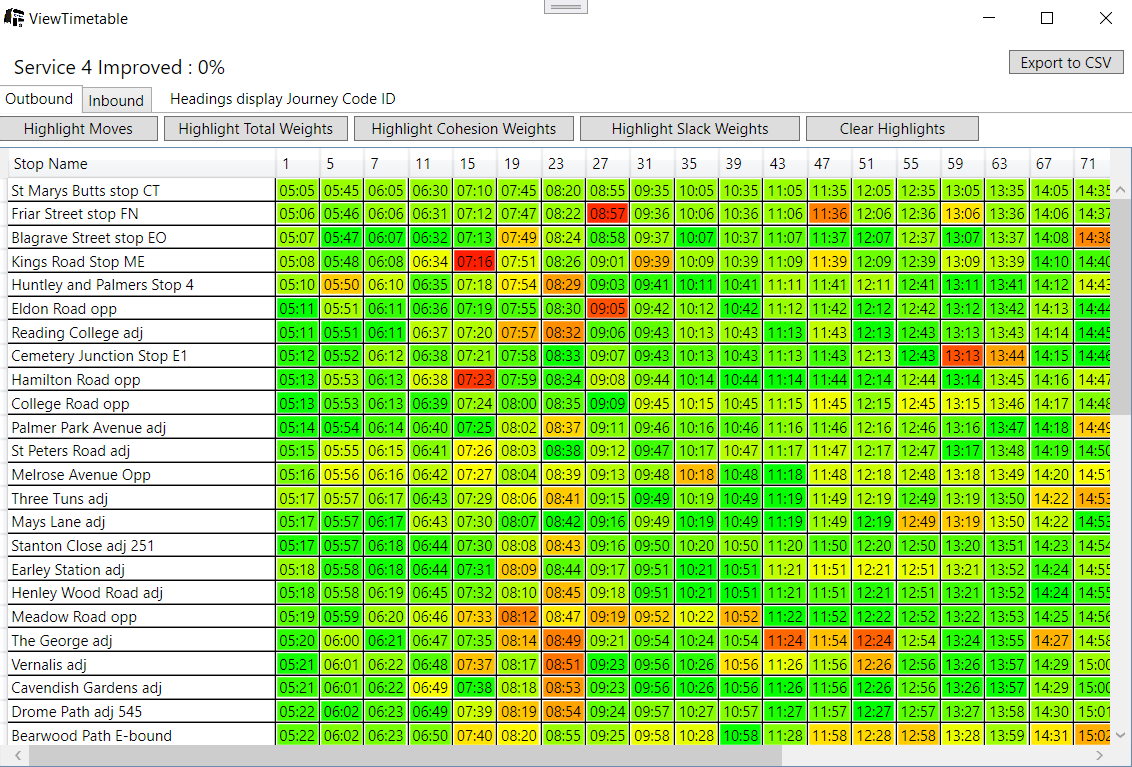 ViewTimetable
Service 4 Improved : 0%
Export to CSV
Outbound Inbound Headings display Journey Code ID
Highlight Moves Highlight Total Weights Highlight Cohesion Weights Highlight Slack Weights Clear Highlights
Stop Name 1 5 7 11 15 19 23 27 31 35 39 43 47 51 55 59 63 67 71
St Marys Butts stop CT 05:05 05:45 06:05 06:30 07:10 07:45 08:20 08:55 09:35 10:05 10:35 11:05 11:35 12:05 12:35 13:05 13:35 14:05 14:35
Friar Street stop FN 05:06 05:46 06:06 06:31 07:12 07:47 08:22 08:57 09:36 10:06 10:36 11:06 11:36 12:06 12:36 13:06 13:36 14:06 14:37
Blagrave Street stop EO 05:07 05:47 06:07 06:32 07:13 07:49 08:24 08:58 09:37 10:07 10:37 11:07 11:37 12:07 12:37 13:07 13:37 14:08 14:38
Kings Road Stop ME 05:08 05:48 06:08 06:34 07:16 07:51 08:26 09:01 09:39 10:09 10:39 11:09 11:39 12:09 12:39 13:09 13:39 14:10 14:40
Huntley and Palmers Stop 4 05:10 05:50 06:10 06:35 07:18 07:54 08:29 09:03 09:41 10:11 10:41 11:11 11:41 12:11 12:41 13:11 13:41 14:12 14:43
Eldon Road opp 05:11 05:51 06:11 06:36 07:19 07:55 08:30 09:05 09:42 10:12 10:42 11:12 11:42 12:12 12:42 13:12 13:42 14:13 14:44
Reading College adj 05:11 05:51 06:11 06:37 07:20 07:57 08:32 09:06 09:43 10:13 10:43 11:13 11:43 12:13 12:43 13:13 13:43 14:14 14:45
Cemetery Junction Stop E1 05:12 05:52 06:12 06:38 07:21 07:58 08:33 09:07 09:43 10:13 10:43 11:13 11:43 12:13 12:43 13:13 13:44 14:15 14:46
Hamilton Road opp 05:13 05:53 06:13 06:38 07:23 07:59 08:34 09:08 09:44 10:14 10:44 11:14 11:44 12:14 12:44 13:14 13:45 14:16 14:47
College Road opp 05:13 05:53 06:13 06:39 07:24 08:00 08:35 09:09 09:45 10:15 10:45 11:15 11:45 12:15 12:45 13:15 13:46 14:17 14:48
Palmer Park Avenue adj 05:14 05:54 06:14 06:40 07:25 08:02 08:37 09:11 09:46 10:16 10:46 11:16 11:46 12:16 12:46 13:16 13:47 14:18 14:49
St Peters Road adj 05:15 05:55 06:15 06:41 07:26 08:03 08:38 09:12 09:47 10:17 10:47 11:17 11:47 12:17 12:47 13:17 13:48 14:19 14:50
Melrose Avenue Opp 05:16 05:56 06:16 06:42 07:27 08:04 08:39 09:13 09:48 10:18 10:48 11:18 11:48 12:18 12:48 13:18 13:49 14:20 14:51
Three Tuns adj 05:17 05:57 06:17 06:43 07:29 08:06 08:41 09:15 09:49 10:19 10:49 11:19 11:49 12:19 12:49 13:19 13:50 14:22 14:53
Mays Lane adj 05:17 05:57 06:17 06:43 07:30 08:07 08:42 09:16 09:49 10:19 10:49 11:19 11:49 12:19 12:49 13:19 13:50 14:22 14:53
Stanton Close adj 251 05:17 05:57 06:18 06:44 07:30 08:08 08:43 09:16 09:50 10:20 10:50 11:20 11:50 12:20 12:50 13:20 13:51 14:23 14:54
Earley Station adj 05:18 05:58 06:18 06:44 07:31 08:09 08:44 09:17 09:51 10:21 10:51 11:21 11:51 12:21 12:51 13:21 13:52 14:24 14:55
Henley Wood Road adj 05:18 05:58 06:19 06:45 07:32 08:10 08:45 09:18 09:51 10:21 10:51 11:21 11:51 12:21 12:51 13:21 13:52 14:24 14:55
Meadow Road opp 05:19 05:59 06:20 06:46 07:33 08:12 08:47 09:19 09:52 10:22 10:52 11:22 11:52 12:22 12:52 13:22 13:53 14:25 14:56
The George adj 05:20 06:00 06:21 06:47 07:35 08:14 08:49 09:21 09:54 10:24 10:54 11:24 11:54 12:24 12:54 13:24 13:55 14:27 14:58
Vernalis adj 05:21 06:01 06:22 06:48 07:37 08:17 08:51 09:23 09:56 10:26 10:56 11:26 11:56 12:26 12:56 13:26 13:57 14:29 15:00
Cavendish Gardens adj 05:21 06:01 06:22 06:49 07:38 08:18 08:53 09:23 09:56 10:26 10:56 11:26 11:56 12:26 12:56 13:26 13:57 14:29 15:00
Drome Path adj 545 05:22 06:02 06:23 06:49 07:39 08:19 08:54 09:24 09:57 10:27 10:57 11:27 11:57 12:27 12:57 13:27 13:58 14:30 15:01
Bearwood Path E-bound 05:22 06:02 06:23 06:50 07:40 08:20 08:55 09:25 09:58 10:28 10:58 11:28 11:58 12:28 12:58 13:28 13:59 14:31 15:02